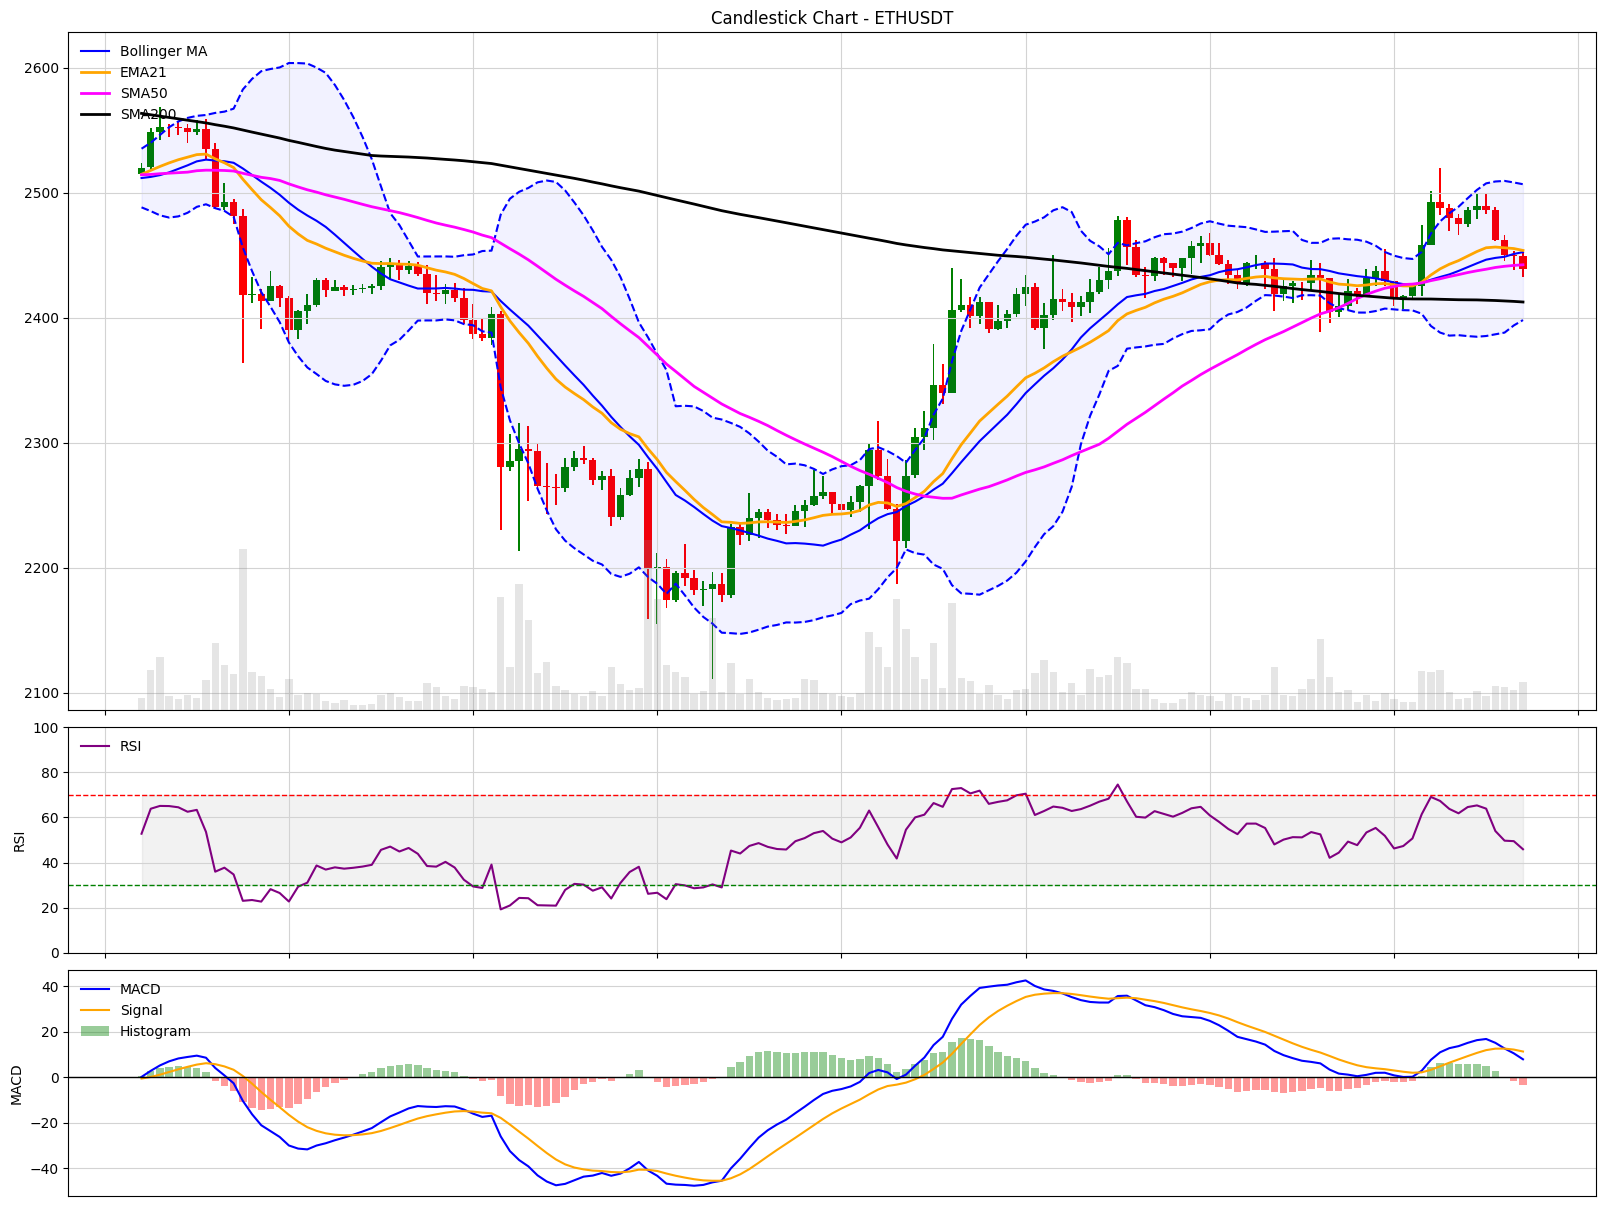 Candlestick Chart - ETHUSDT
Bollinger MA
EMA21
SMA50
SMA200
2600
2500
2400
2300
2200
2100
RSI
100
80
60
40
20
0
RSI
MACD
Signal
Histogram
40
20
0
−20
−40
MACD